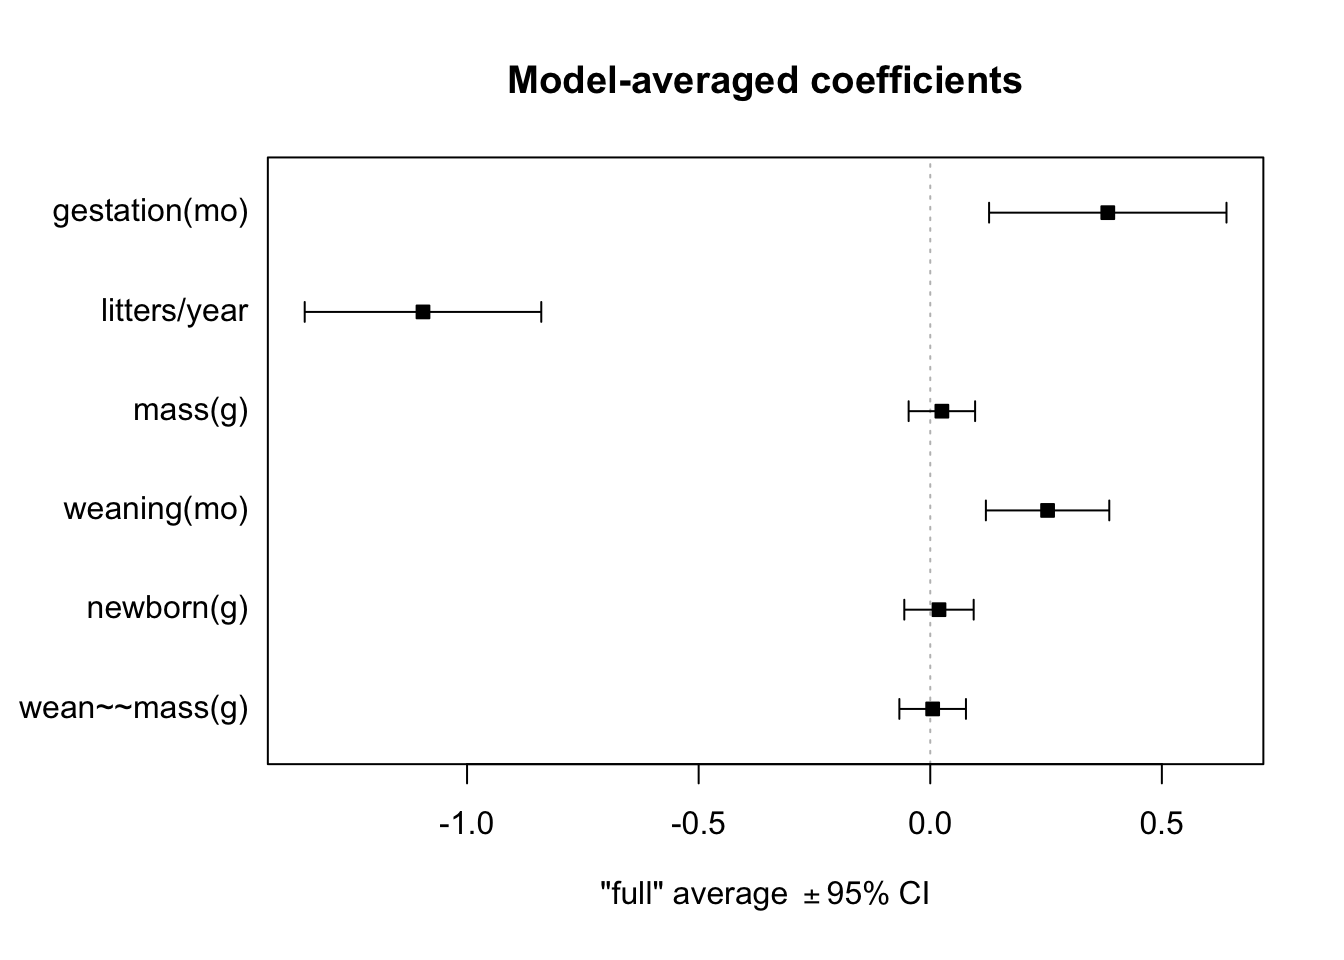 Model-averaged coefficients
gestation(mo)
litters/year
mass(g)
weaning(mo)
newborn(g)
wean~~mass(g)
-1.0 -0.5 0.0 0.5
"full" average ± 95% CI